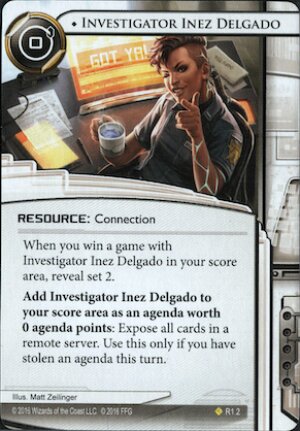 • Investigator Inez Delgado
GOT YA!
RESOURCE: Connection
When you win a game with
Investigator Inez Delgado in your score
area, reveal set 2.
Add Investigator Inez Delgado to
your score area as an agenda worth
0 agenda points: Expose all cards in a
remote server. Use this only if you have
stolen an agenda this turn.
Illus. Matt Zeilinger
© 2016 Wizards of the Coast LLC. © 2016 FFG
R1.2